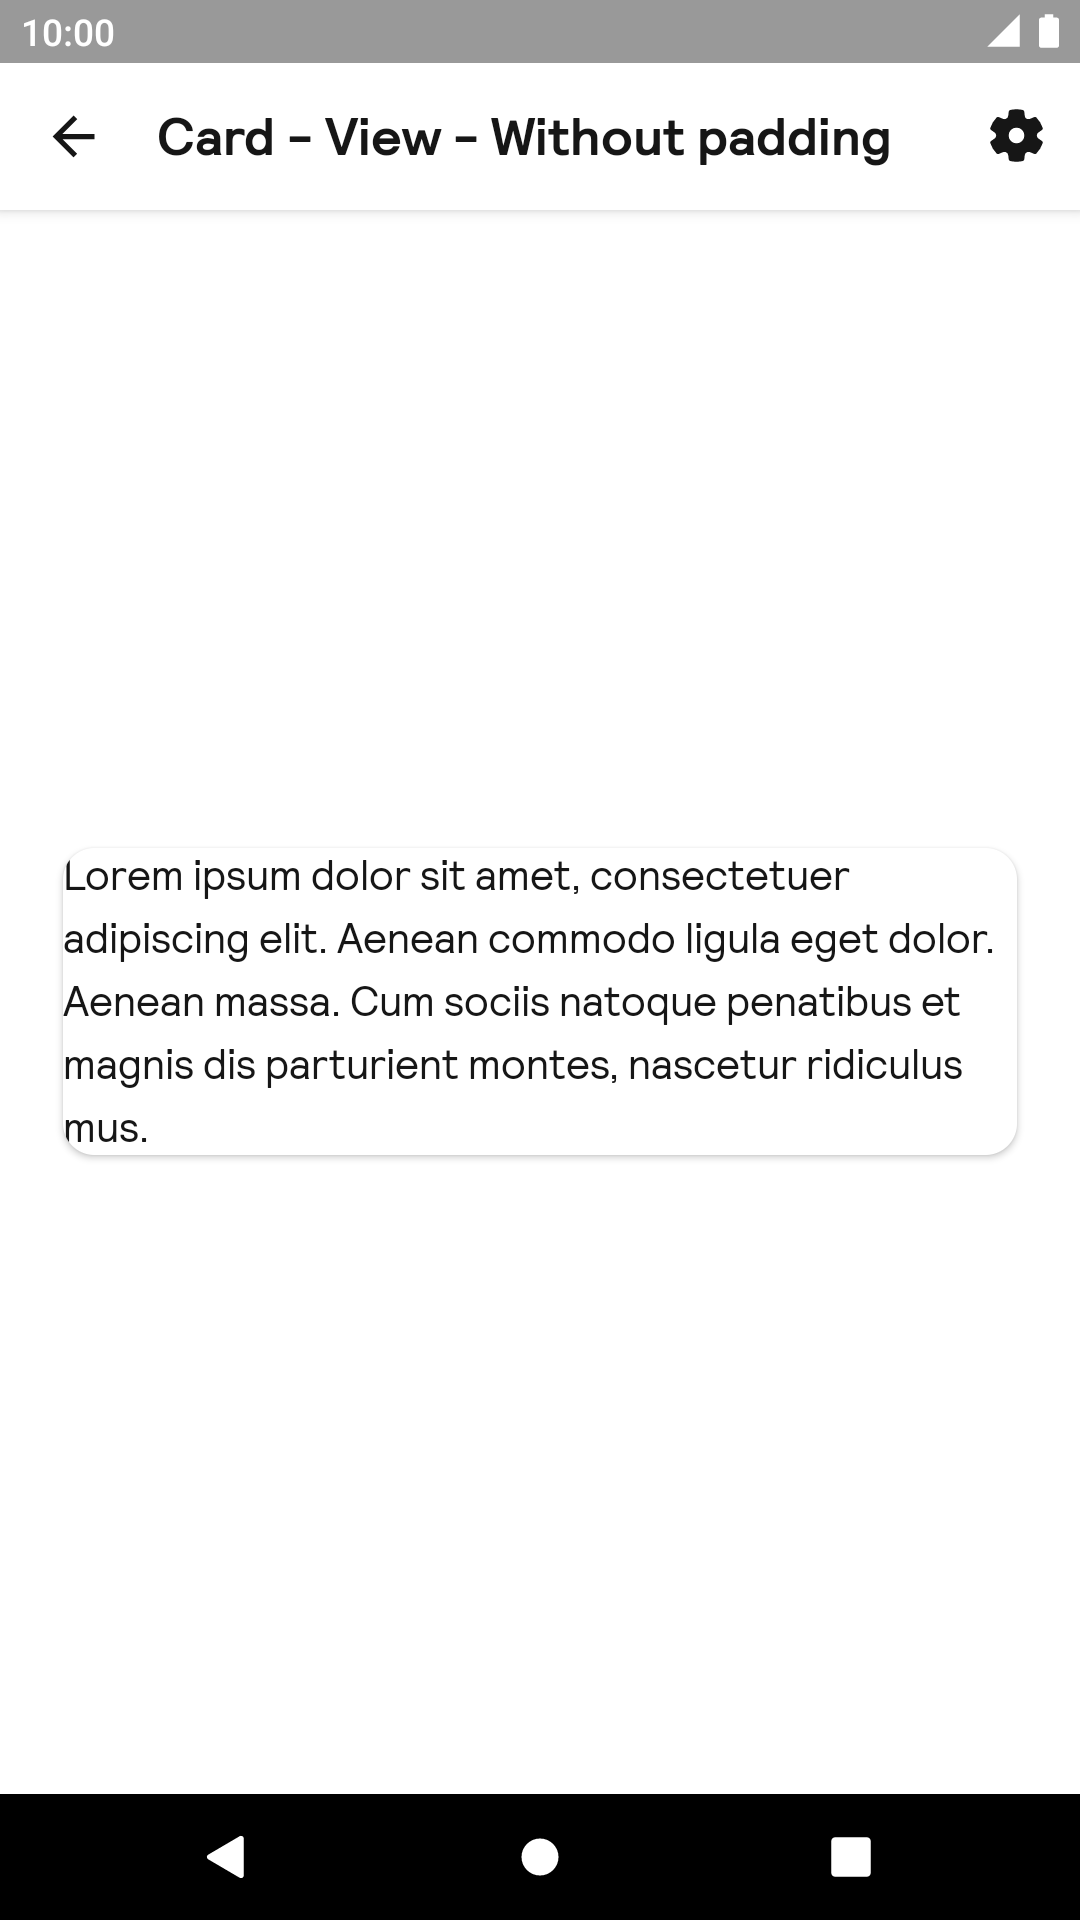 10:00
Card - View - Without padding
Lorem ipsum dolor sit amet, consectetuer
adipiscing elit. Aenean commodo ligula eget dolor.
Aenean massa. Cum sociis natoque penatibus et
magnis dis parturient montes, nascetur ridiculus
mus.